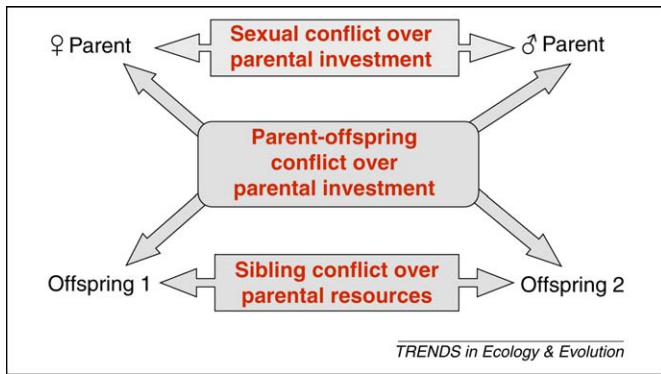 ♀ Parent
Sexual conflict over
parental investment
♂ Parent
Parent-offspring
conflict over
parental investment
Offspring 1
Sibling conflict over
parental resources
Offspring 2
TRENDS in Ecology & Evolution